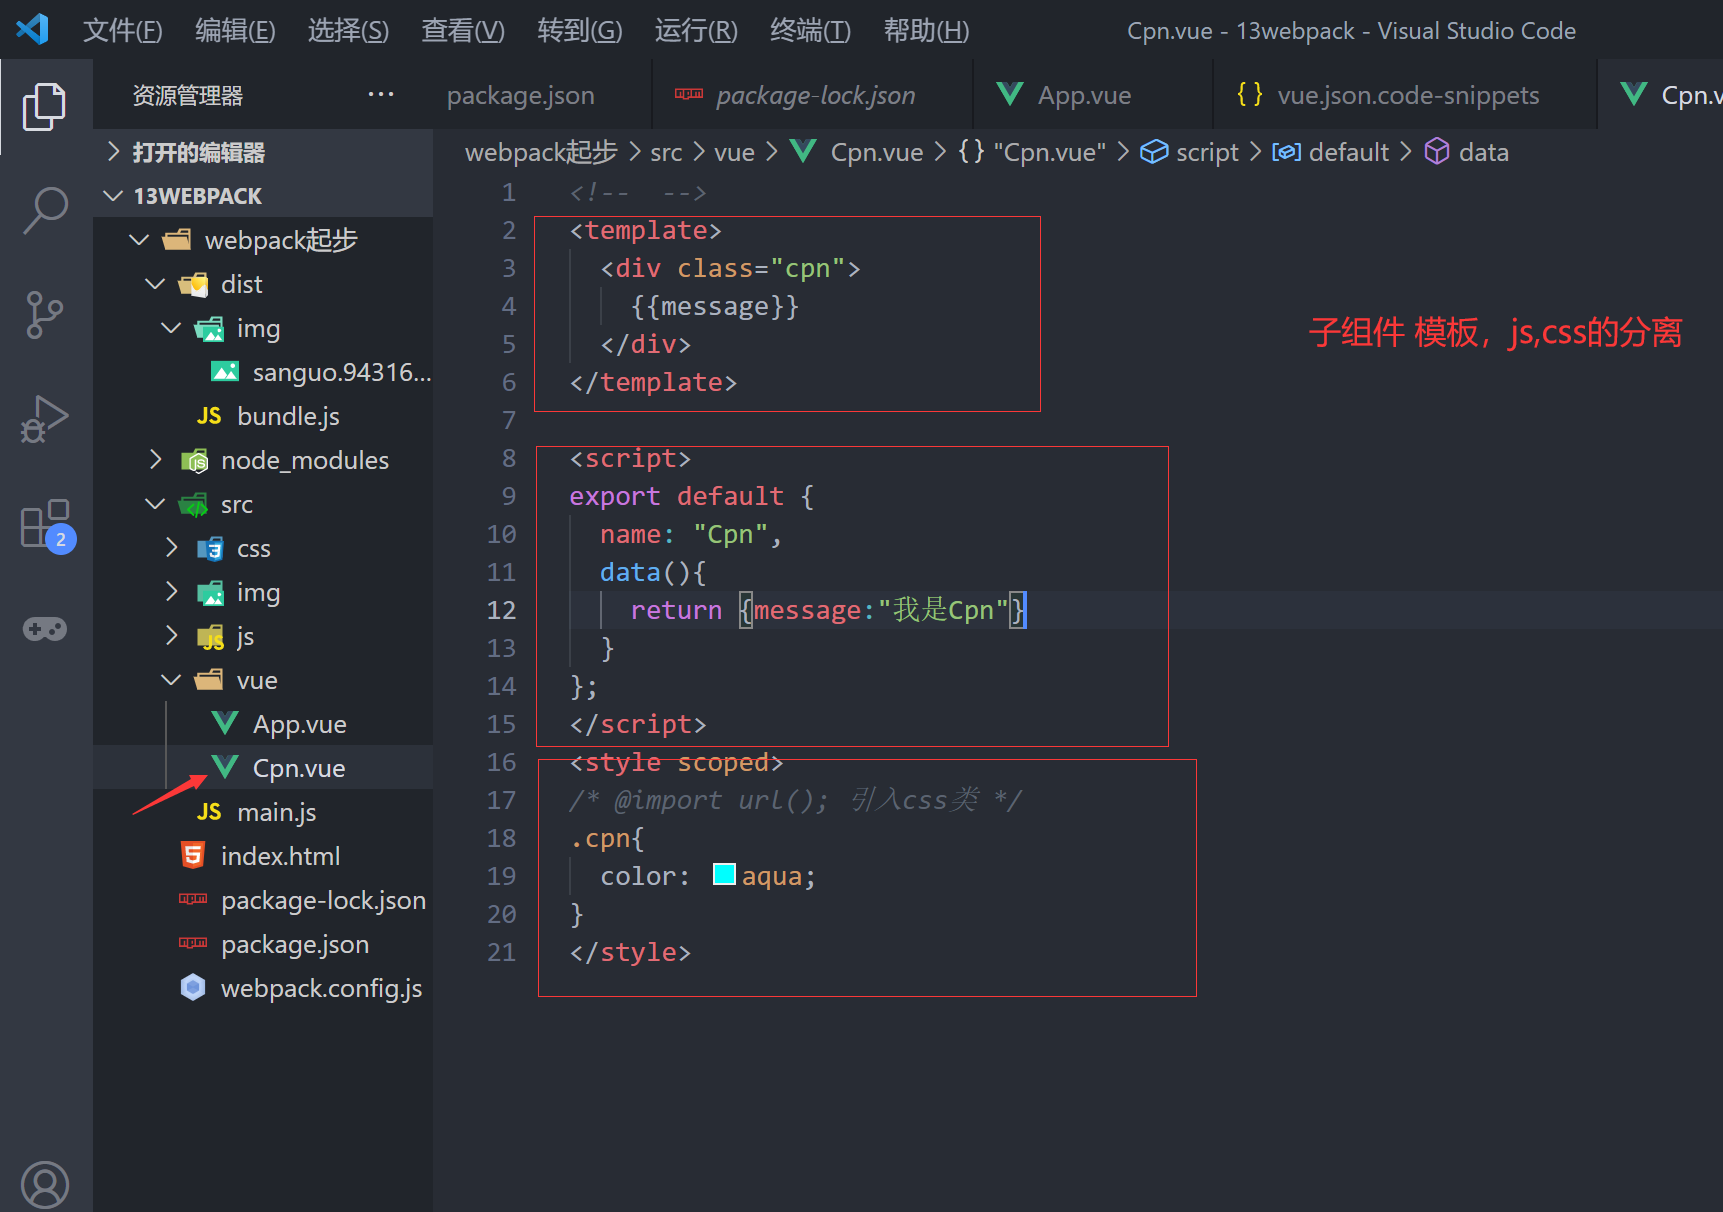 文件(F) 编辑(E) 选择(S) 查看(V) 转到(G) 运行(R) 终端(T) 帮助(H) Cpn.vue - 13webpack - Visual Studio Code
资源管理器 ···
package.json package-lock.json App.vue {} vue.json.code-snippets Cpn.v
打开的编辑器
13WEBPACK
webpack起步
dist
img
sanguo.94316...
JS bundle.js
node_modules
src
css
img
js
vue
App.vue
Cpn.vue
JS main.js
index.html
package-lock.json
package.json
webpack.config.js
2
webpack起步 > src > vue > Cpn.vue > {} "Cpn.vue" > script > default > data
1 <!--  -->
2 <template>
3 <div class="cpn">
4 {{message}}
5 </div>
6 </template>
7
8 <script>
9 export default {
10 name: "Cpn",
11 data(){
12 return {message:"我是Cpn"}
13 }
14 };
15 </script>
16 <style scoped>
17 /* @import url(); 引入css类 */
18 .cpn{
19 color: aqua;
20 }
21 </style>
子组件 模板，js,css的分离